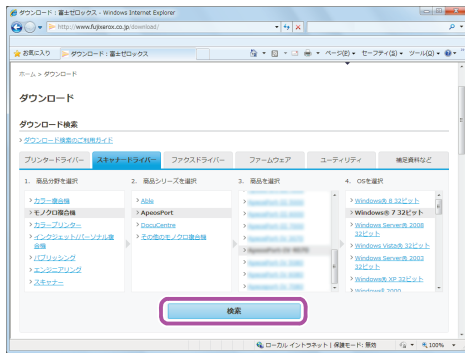 ダウンロード : 富士ゼロックス - Windows Internet Explorer
http://www.fujixerox.co.jp/download/
お気に入り
ダウンロード : 富士ゼロックス
ページ(P)
セーフティ(S)
ツール(O)
ホーム > ダウンロード
ダウンロード
ダウンロード検索
> ダウンロード検索のご利用ガイド
プリンタードライバー
スキャナードライバー
ファクスドライバー
ファームウェア
ユーティリティ
補足資料など
1. 商品分野を選択
> カラー複合機
> モノクロ複合機
> カラープリンター
> インクジェット/パーソナル複
合機
> パブリッシング
> エンジニアリング
> スキャナー
2. 商品シリーズを選択
> Able
> ApeosPort
> DocuCentre
> その他のモノクロ複合機
3. 商品を選択
4. OSを選択
> Windows® 8 32ビット
> Windows® 7 32ビット
> Windows Server® 2008
32ビット
> Windows Vista® 32ビット
> Windows Server® 2003
32ビット
> Windows® XP 32ビット
> Windows® 2000
検索
ローカル イントラネット | 保護モード: 無効
100%